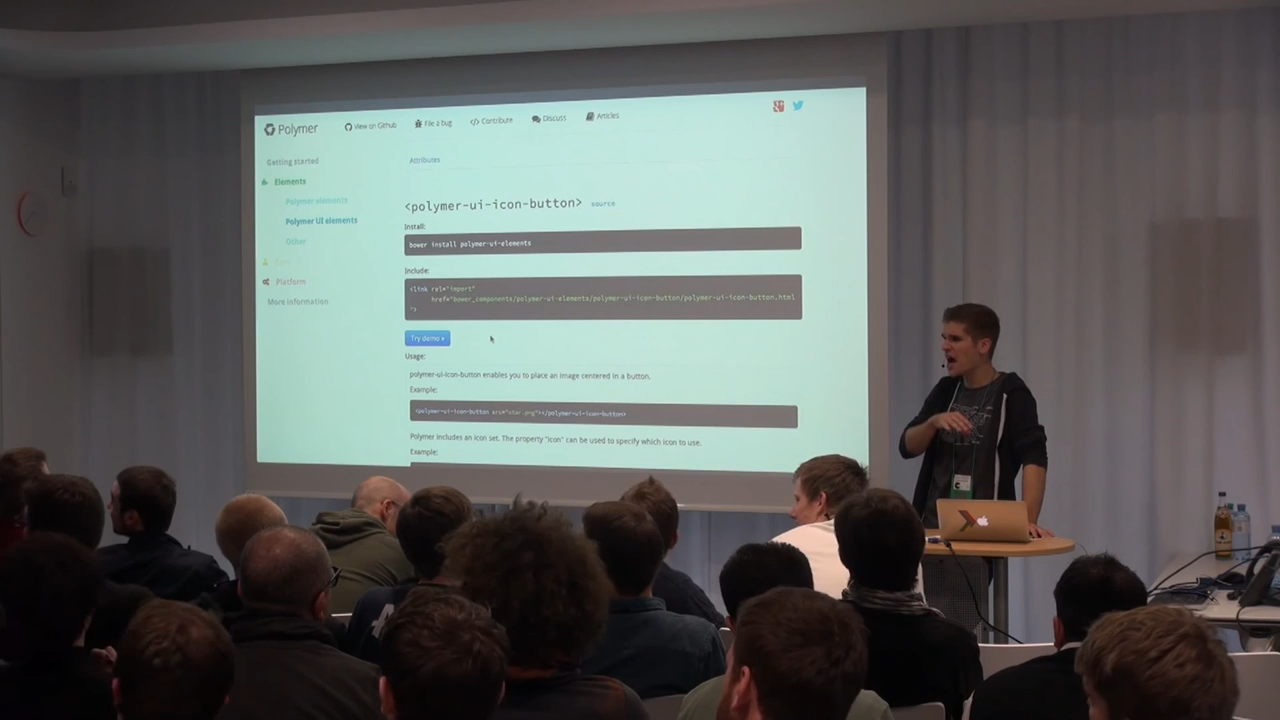 Polymer
View on Github
File a bug
Contribute
Discuss
Articles
Getting started
Elements
Polymer elements
Polymer UI elements
Other
Platform
More information
Attributes
<polymer-ui-icon-button> source
Install:
bower install polymer-ui-elements
Include:
<link rel="import"
href="bower_components/polymer-ui-elements/polymer-ui-icon-button/polymer-ui-icon-button.html
">
Try demo »
Usage:
polymer-ui-icon-button enables you to place an image centered in a button.
Example:
<polymer-ui-icon-button src="star.png"></polymer-ui-icon-button>
Polymer includes an icon set. The property "icon" can be used to specify which icon to use.
Example: